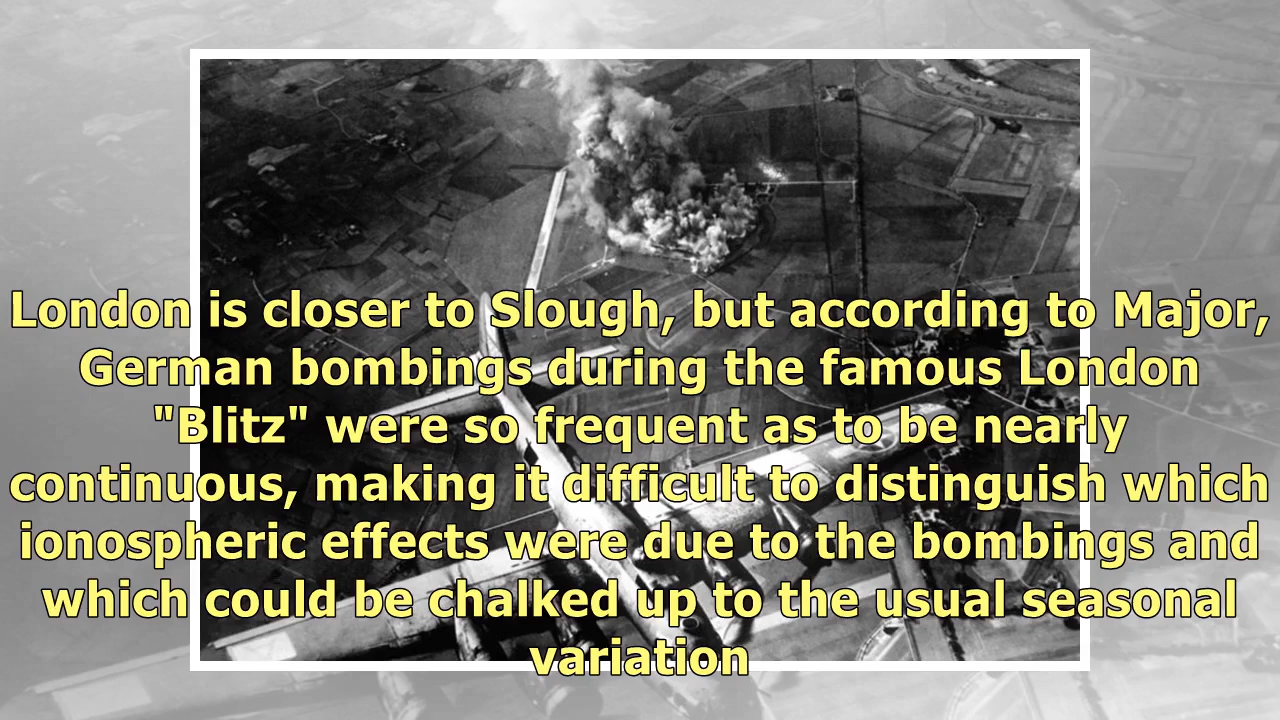 London is closer to Slough, but according to Major,
German bombings during the famous London
"Blitz" were so frequent as to be nearly
continuous, making it difficult to distinguish which
ionospheric effects were due to the bombings and
which could be chalked up to the usual seasonal
variation